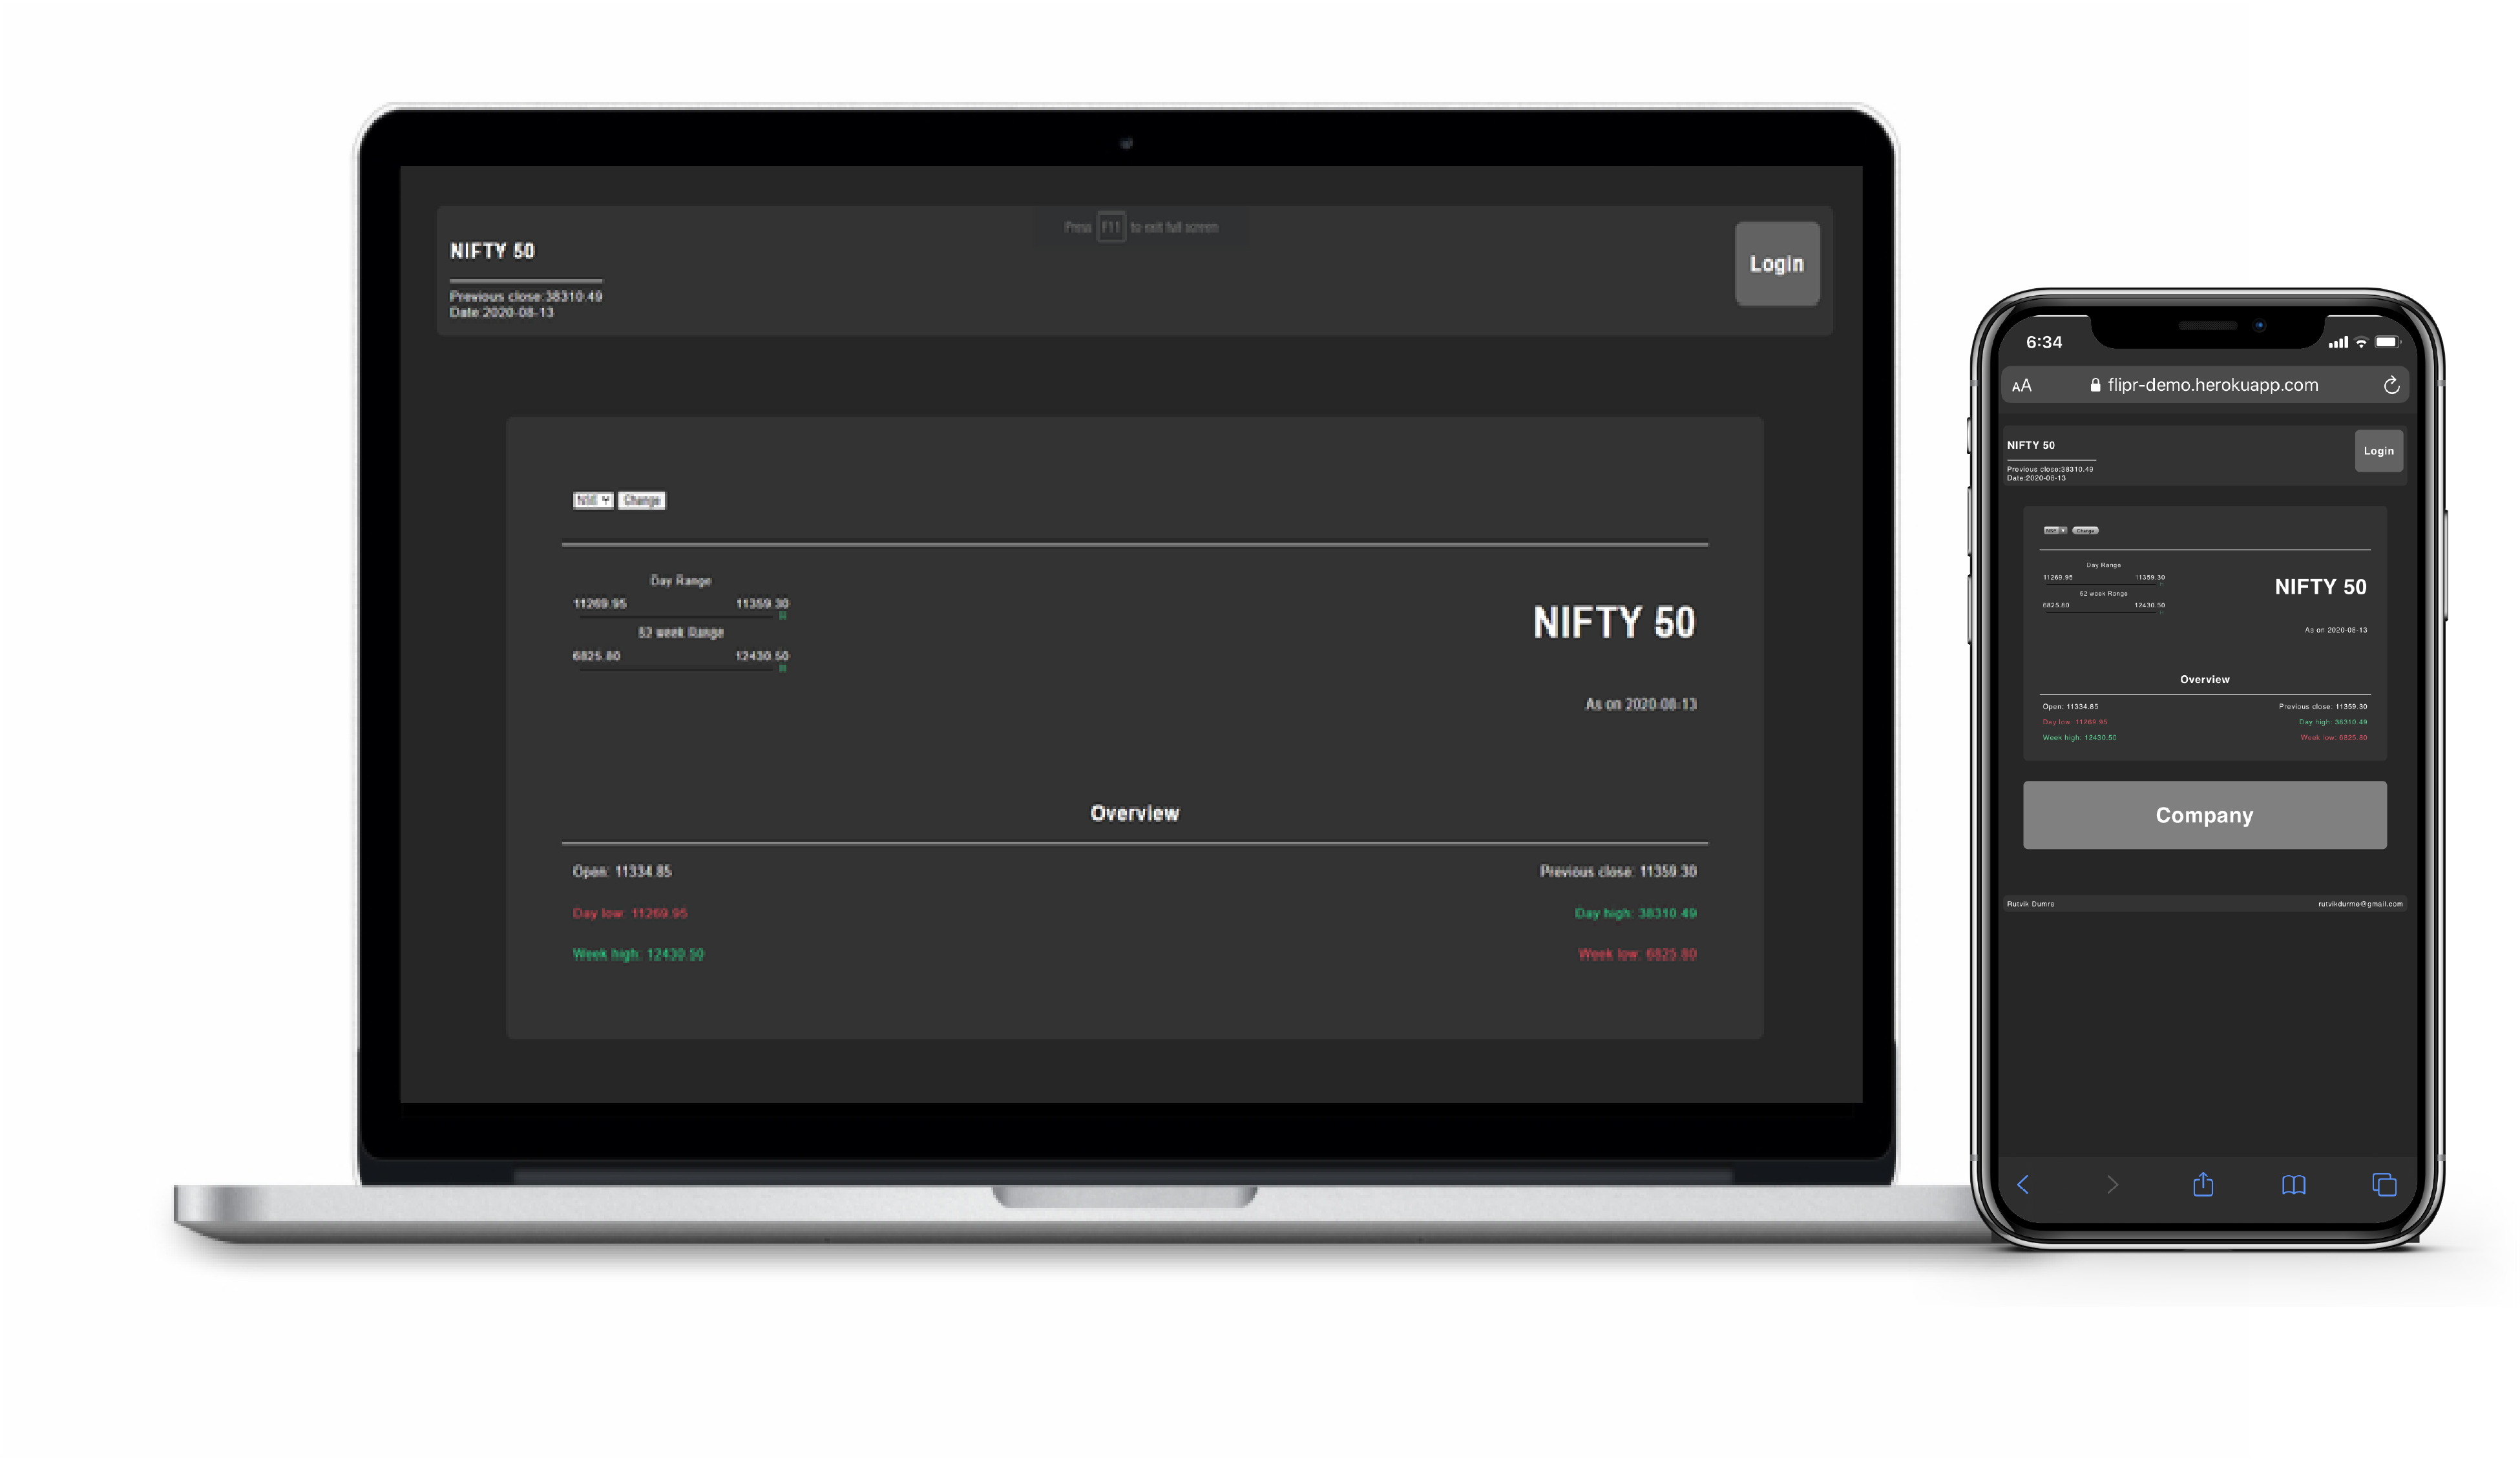 Press F11 to exit full screen
NIFTY 50
Login
Previous close:38310.49
Date:2020-08-13
NSE Change
Day Range
11269.95 11359.30
52 week Range
6825.80 12430.50
NIFTY 50
As on 2020-08-13
Overview
Open: 11334.85 Previous close: 11359.30
Day low: 11269.95 Day high: 38310.49
Week high: 12430.50 Week low: 6825.80
6:34
AA flipr-demo.herokuapp.com
NIFTY 50
Login
Previous close:38310.49
Date:2020-08-13
NSE Change
Day Range
11269.95 11359.30
52 week Range
6825.80 12430.50
NIFTY 50
As on 2020-08-13
Overview
Open: 11334.85 Previous close: 11359.30
Day low: 11269.95 Day high: 38310.49
Week high: 12430.50 Week low: 6825.80
Company
Rutvik Dumre rutvikdurme@gmail.com